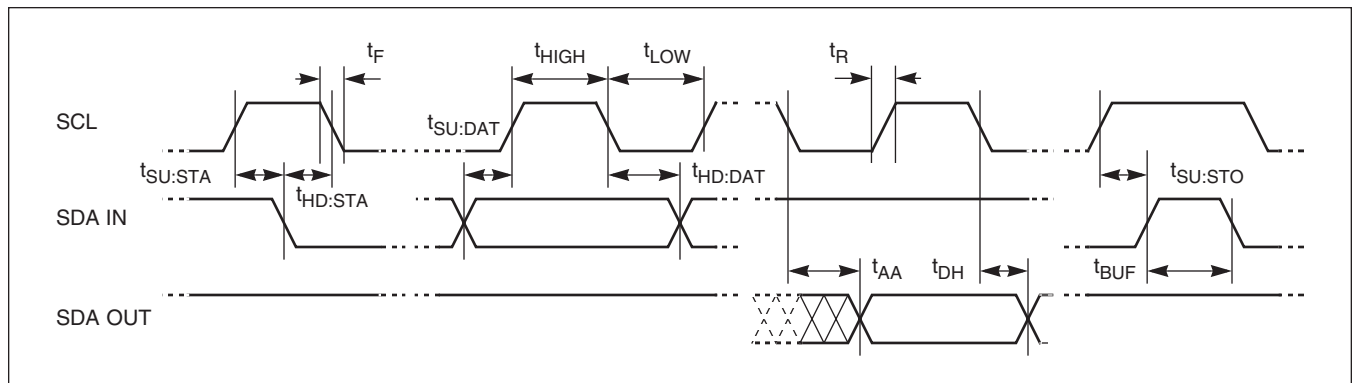 tF
tHIGH
tLOW
tR
SCL
tSU:DAT
tSU:STA
tHD:STA
tHD:DAT
tSU:STO
SDA IN
tAA
tDH
tBUF
SDA OUT